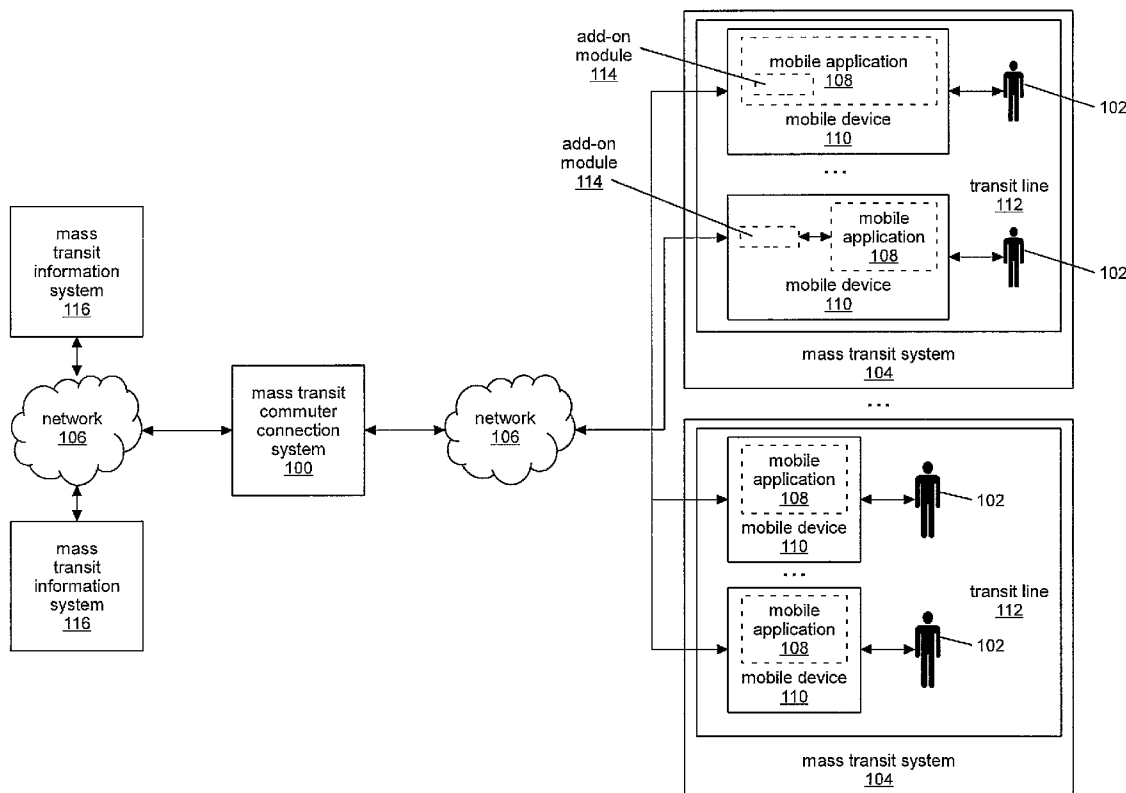 add-on
module
114
mobile application
108
mobile device
110
102
add-on
module
114
...
transit line
112
mobile
application
108
mobile device
110
102
mass transit system
104
mass
transit
information
system
116
network
106
mass transit
commuter
connection
system
100
network
106
mass
transit
information
system
116
...
mobile
application
108
mobile device
110
102
...
transit line
112
mobile
application
108
mobile device
110
102
mass transit system
104